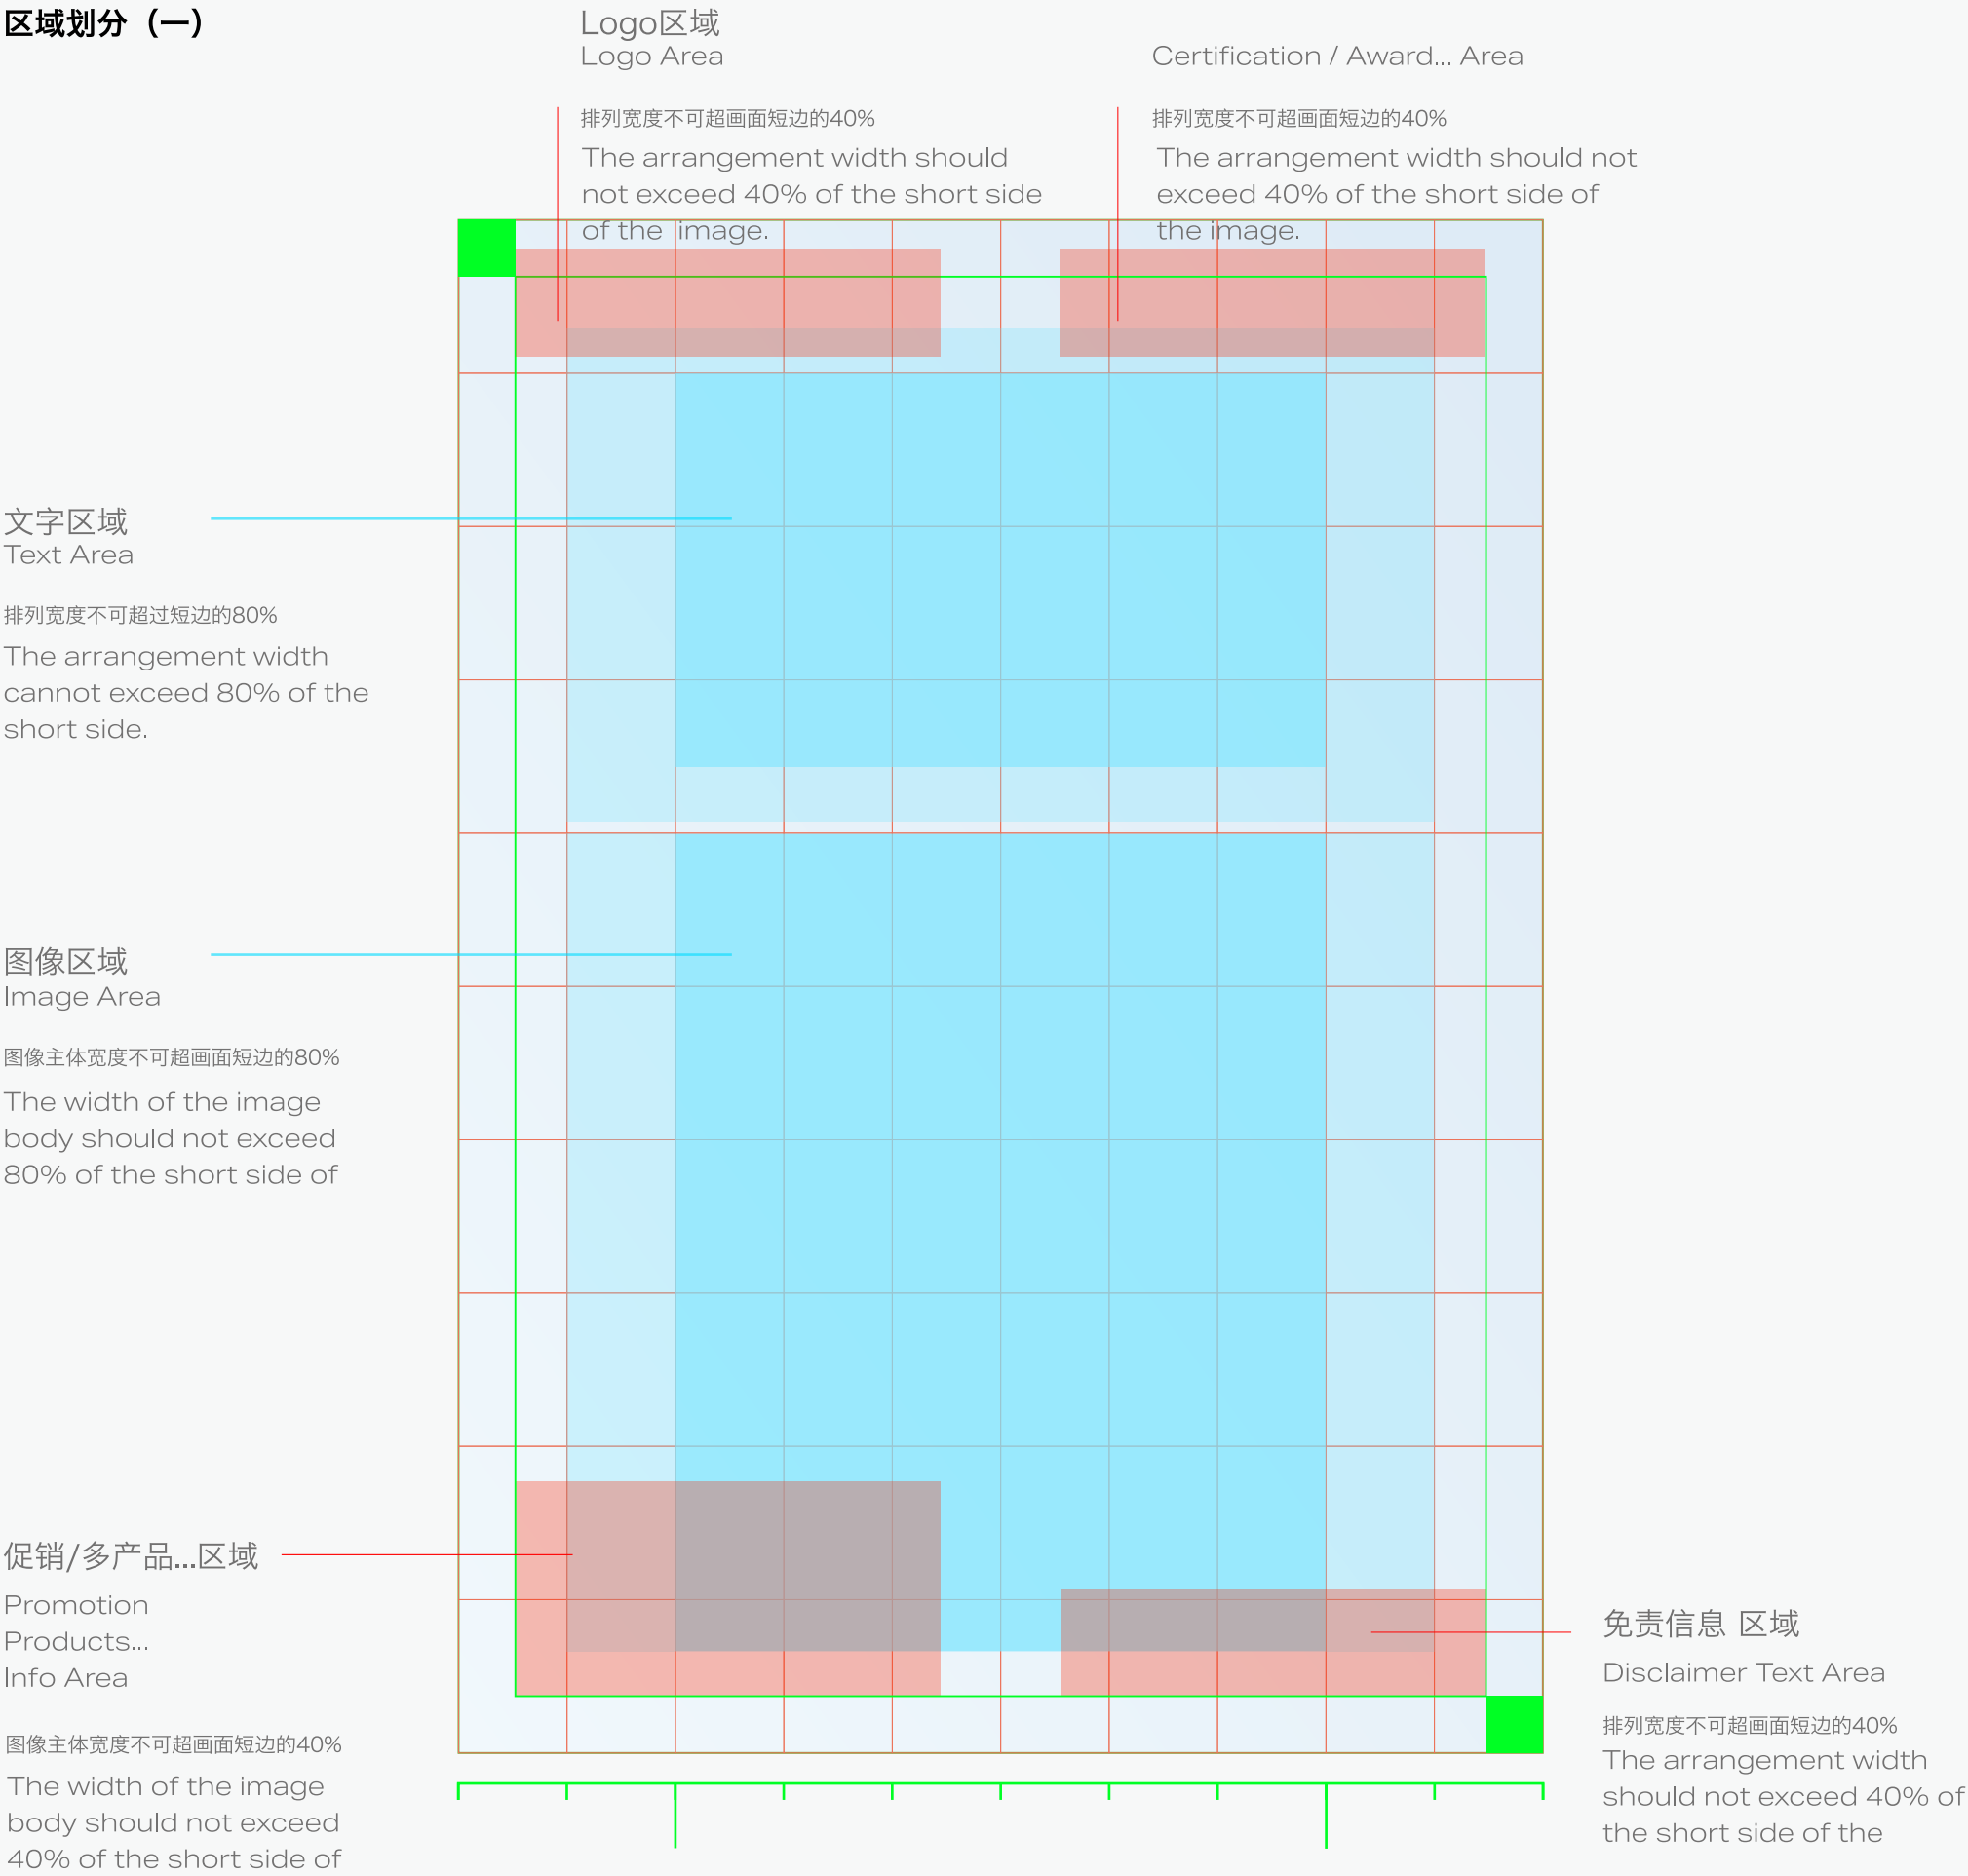 区域划分（一）
Logo区域
Logo Area
排列宽度不可超画面短边的40%
The arrangement width should
not exceed 40% of the short side
of the image.
Certification / Award... Area
排列宽度不可超画面短边的40%
The arrangement width should not
exceed 40% of the short side of
the image.
文字区域
Text Area
排列宽度不可超过短边的80%
The arrangement width
cannot exceed 80% of the
short side.
图像区域
Image Area
图像主体宽度不可超画面短边的80%
The width of the image
body should not exceed
80% of the short side of
促销/多产品...区域
Promotion
Products...
Info Area
图像主体宽度不可超画面短边的40%
The width of the image
body should not exceed
40% of the short side of
免责信息 区域
Disclaimer Text Area
排列宽度不可超画面短边的40%
The arrangement width
should not exceed 40% of
the short side of the